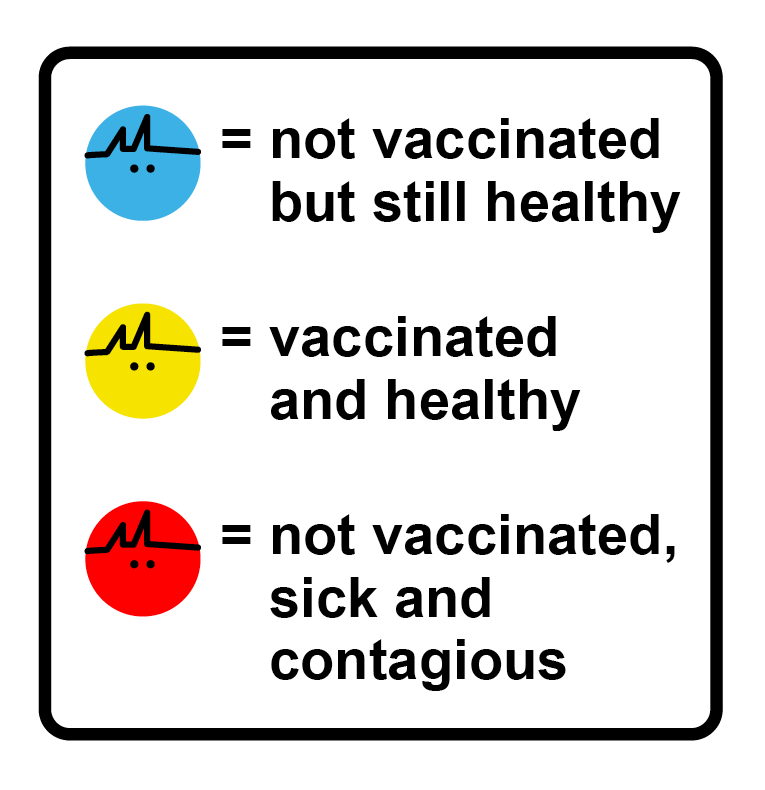 = not vaccinated
but still healthy
= vaccinated
and healthy
= not vaccinated,
sick and
contagious